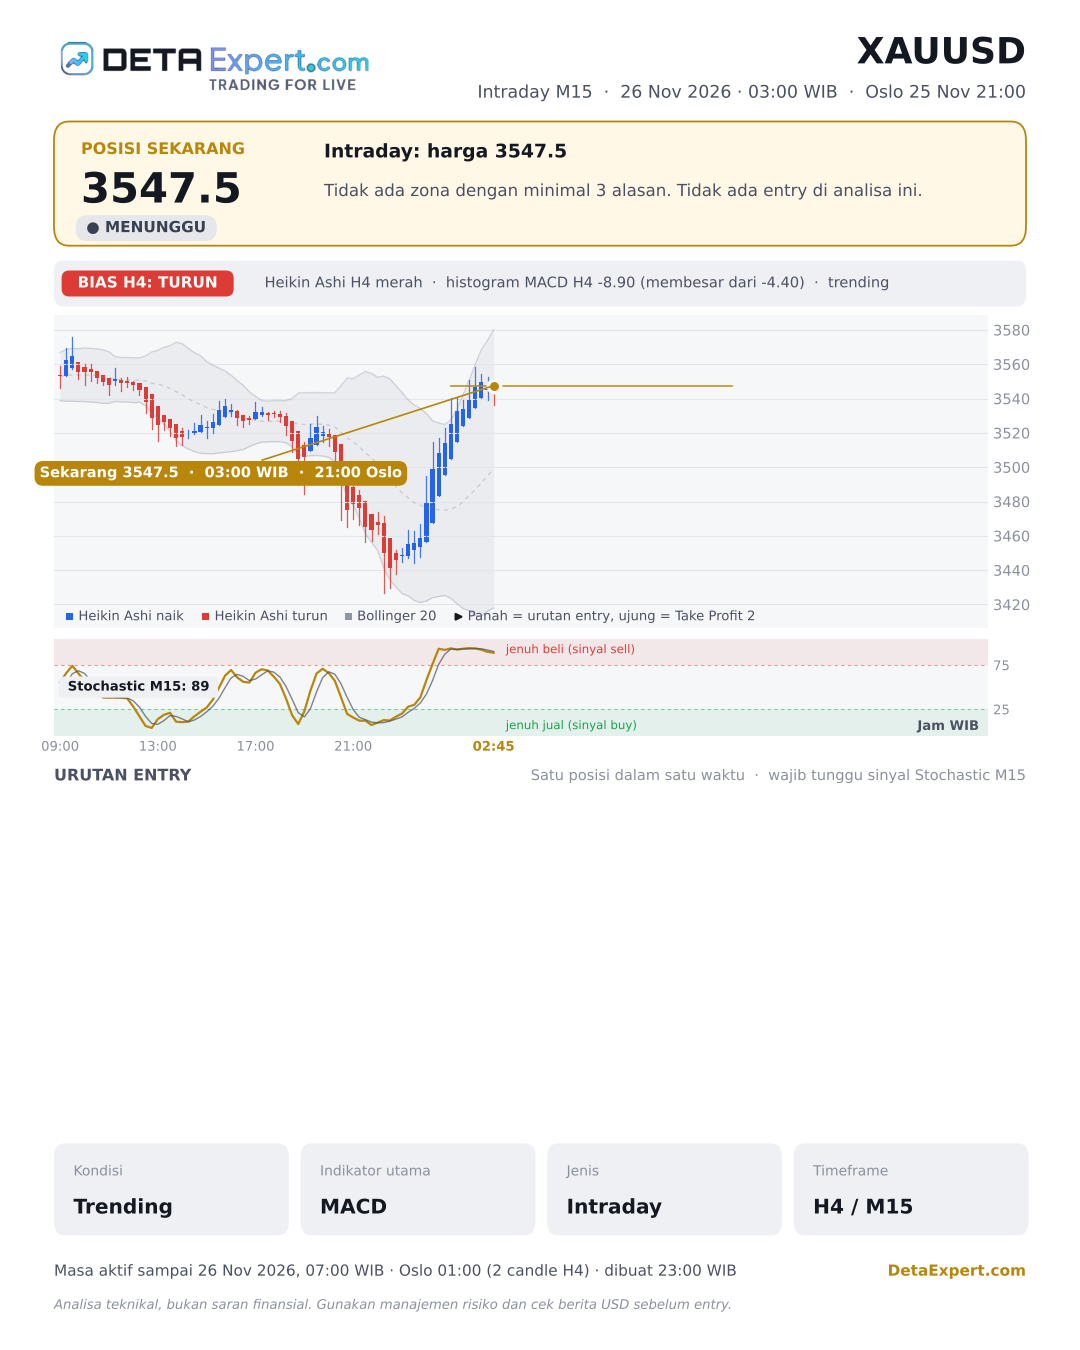 DETA Expert.com
TRADING FOR LIVE
XAUUSD
Intraday M15 · 26 Nov 2026 · 03:00 WIB · Oslo 25 Nov 21:00
POSISI SEKARANG
3547.5
● MENUNGGU
Intraday: harga 3547.5
Tidak ada zona dengan minimal 3 alasan. Tidak ada entry di analisa ini.
BIAS H4: TURUN
Heikin Ashi H4 merah · histogram MACD H4 -8.90 (membesar dari -4.40) · trending
3580
3560
3540
3520
3500
3480
3460
3440
3420
Sekarang 3547.5 · 03:00 WIB · 21:00 Oslo
Heikin Ashi naik
Heikin Ashi turun
Bollinger 20
Panah = urutan entry, ujung = Take Profit 2
jenuh beli (sinyal sell)
75
Stochastic M15: 89
25
jenuh jual (sinyal buy)
Jam WIB
09:00 13:00 17:00 21:00 02:45
URUTAN ENTRY
Satu posisi dalam satu waktu · wajib tunggu sinyal Stochastic M15
Kondisi
Trending
Indikator utama
MACD
Jenis
Intraday
Timeframe
H4 / M15
Masa aktif sampai 26 Nov 2026, 07:00 WIB · Oslo 01:00 (2 candle H4) · dibuat 23:00 WIB
DetaExpert.com
Analisa teknikal, bukan saran finansial. Gunakan manajemen risiko dan cek berita USD sebelum entry.